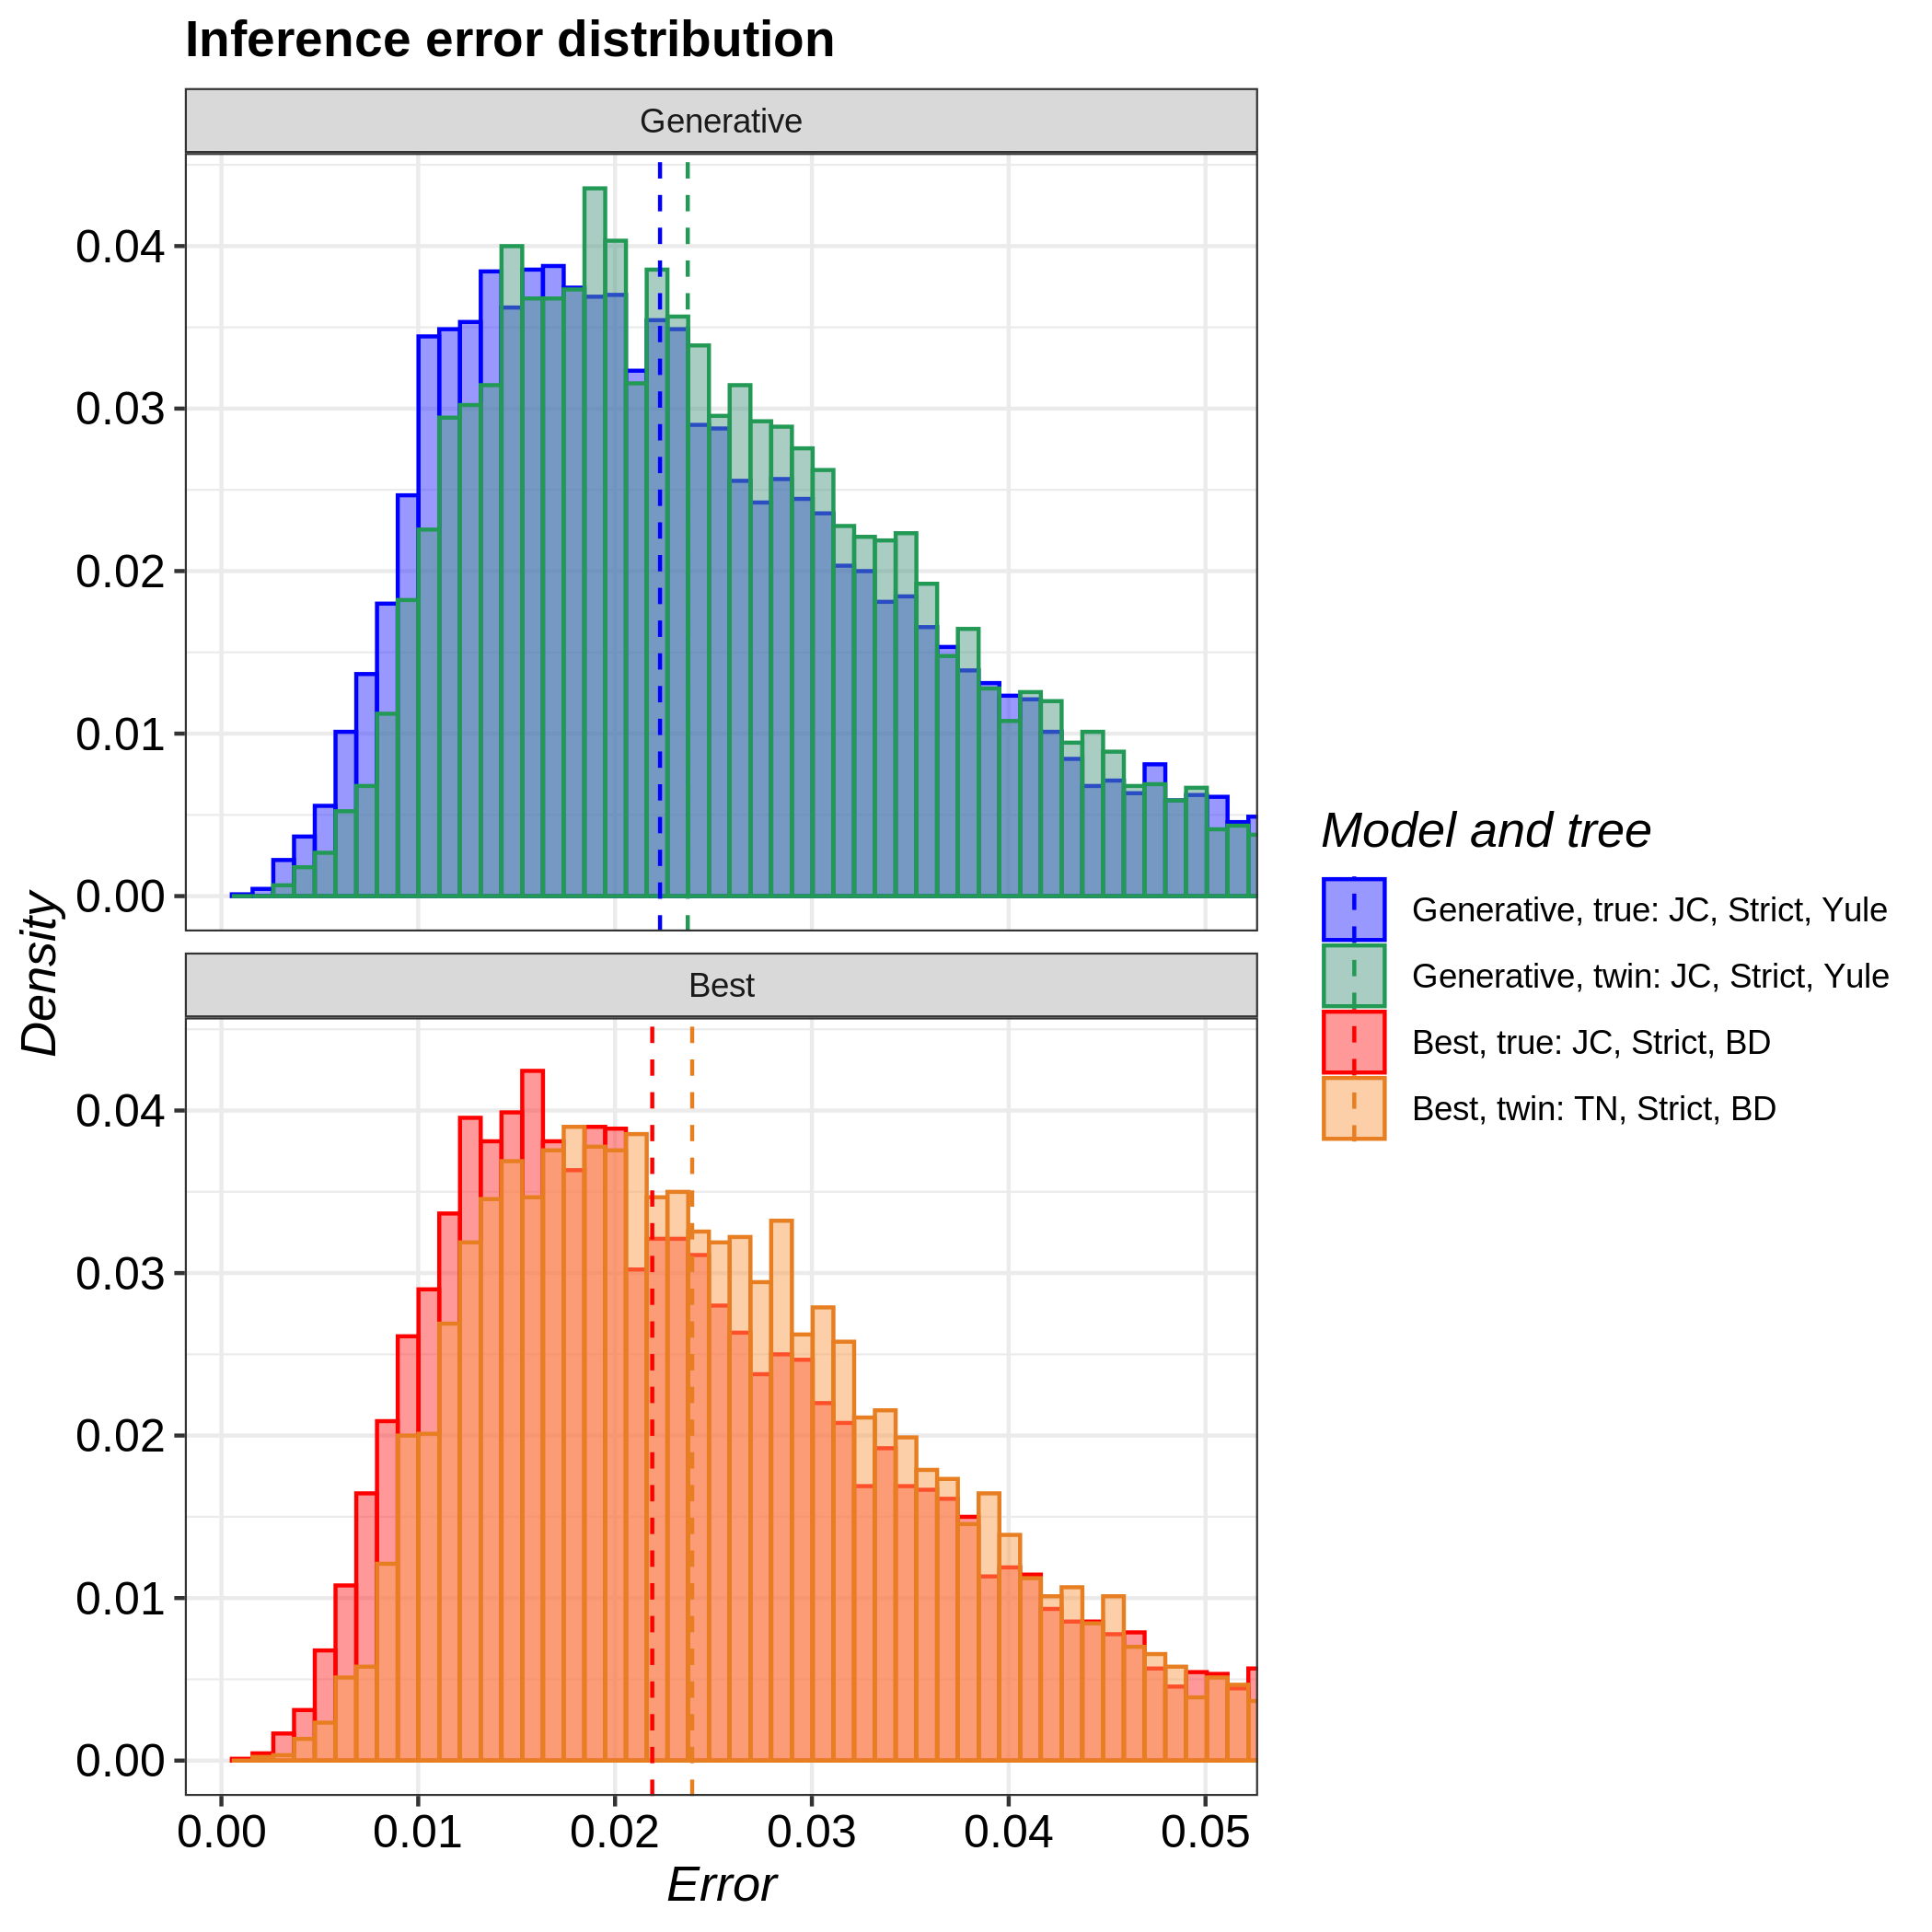 Inference error distribution
Generative
0.04
0.03
0.02
0.01
0.00
Density
Best
0.04
0.03
0.02
0.01
0.00
0.00 0.01 0.02 0.03 0.04 0.05
Error
Model and tree
Generative, true: JC, Strict, Yule
Generative, twin: JC, Strict, Yule
Best, true: JC, Strict, BD
Best, twin: TN, Strict, BD